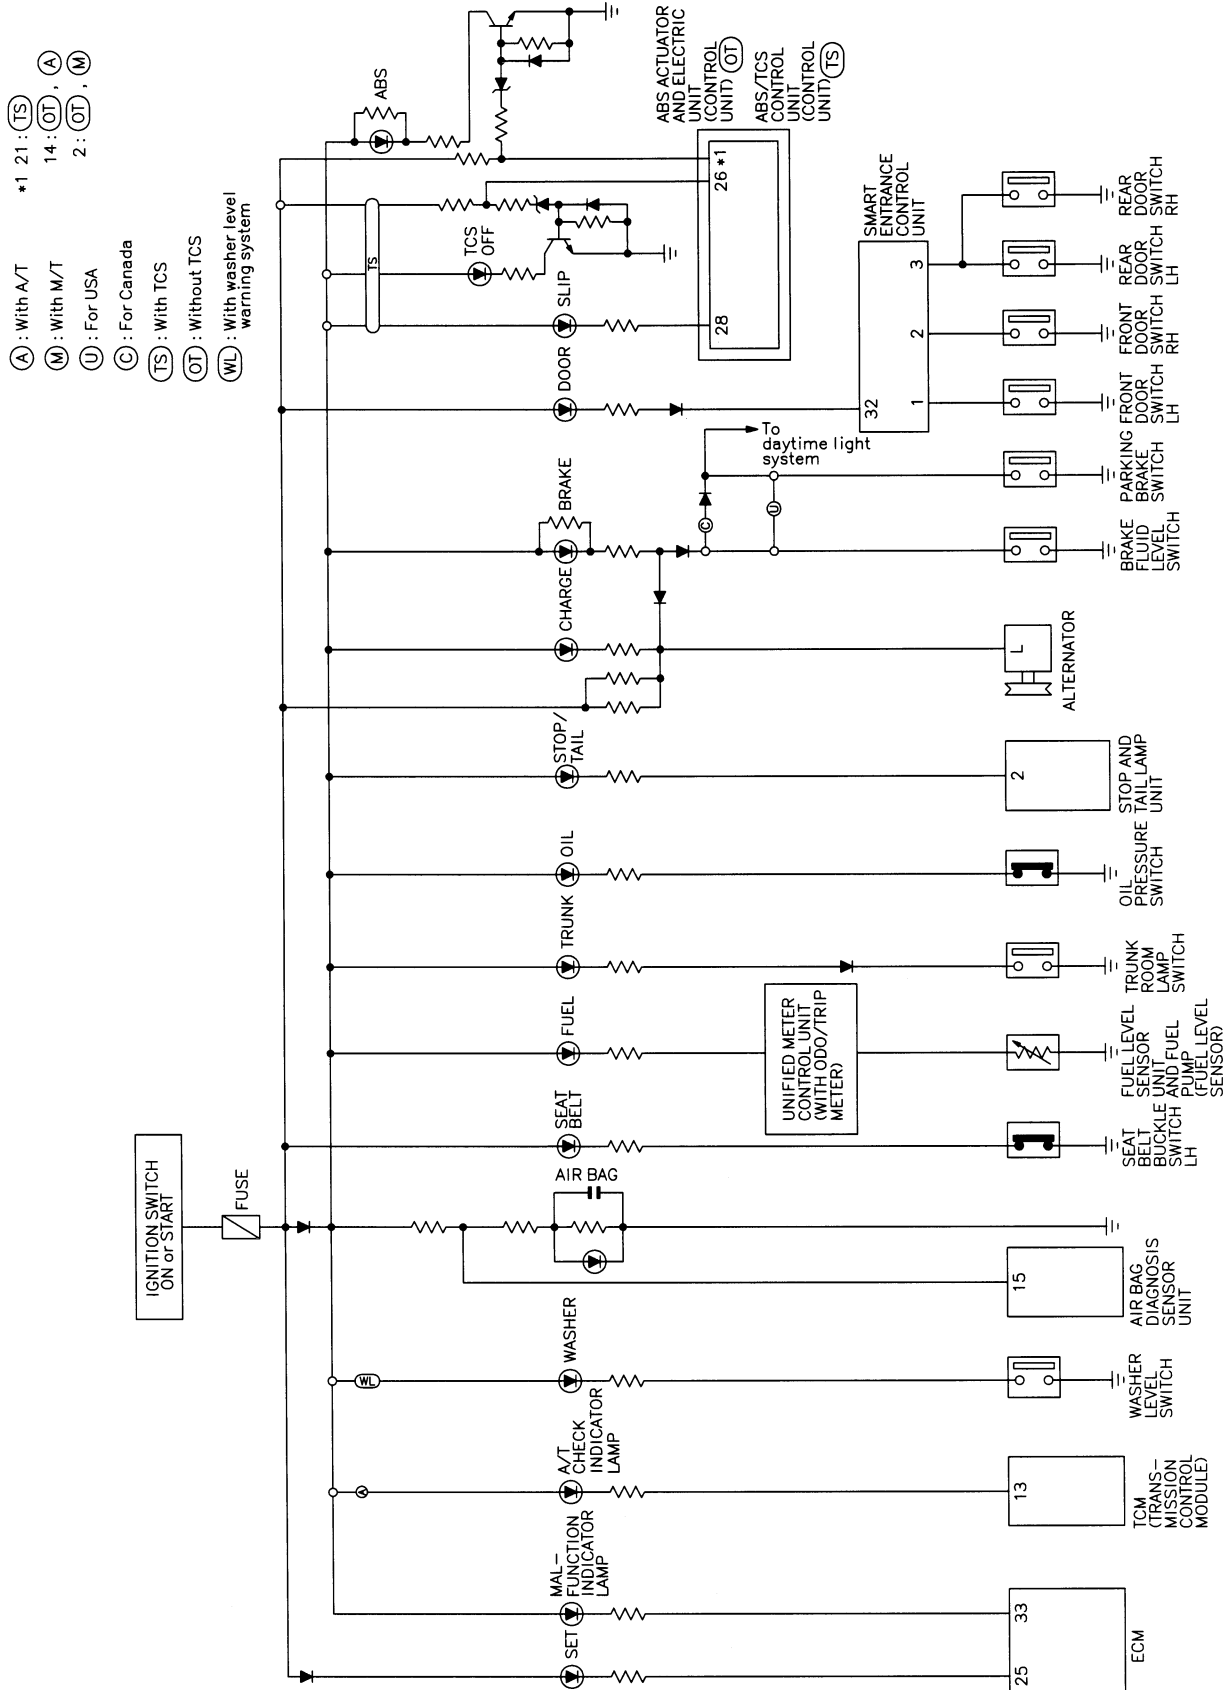 *1 21: TS
14: OT, A
2: OT, M
A : With A/T
M : With M/T
U : For USA
C : For Canada
TS : With TCS
OT : Without TCS
WL : With washer level
warning system
IGNITION SWITCH
ON or START
FUSE
SET
MAL-
FUNCTION
INDICATOR
LAMP
A/T
CHECK
INDICATOR
LAMP
WASHER
AIR BAG
SEAT
BELT
FUEL
TRUNK
OIL
STOP/
TAIL
CHARGE
BRAKE
DOOR
SLIP
TCS
OFF
ABS
A
WL
TS
C
U
To
daytime light
system
UNIFIED METER
CONTROL UNIT
(WITH ODO/TRIP
METER)
28
26
*1
ABS ACTUATOR
AND ELECTRIC
UNIT
(CONTROL
UNIT) OT
ABS/TCS
CONTROL
UNIT
(CONTROL
UNIT) TS
SMART
ENTRANCE
CONTROL
UNIT
32
1
2
3
25
33
ECM
13
TCM
(TRANS-
MISSION
CONTROL
MODULE)
WASHER
LEVEL
SWITCH
15
AIR BAG
DIAGNOSIS
SENSOR
UNIT
SEAT
BELT
BUCKLE
SWITCH
LH
FUEL LEVEL
SENSOR
UNIT
AND FUEL
PUMP
(FUEL LEVEL
SENSOR)
TRUNK
ROOM
LAMP
SWITCH
OIL
PRESSURE
SWITCH
2
STOP AND
TAIL LAMP
UNIT
L
ALTERNATOR
BRAKE
FLUID
LEVEL
SWITCH
PARKING
BRAKE
SWITCH
FRONT
DOOR
SWITCH
LH
FRONT
DOOR
SWITCH
RH
REAR
DOOR
SWITCH
LH
REAR
DOOR
SWITCH
RH